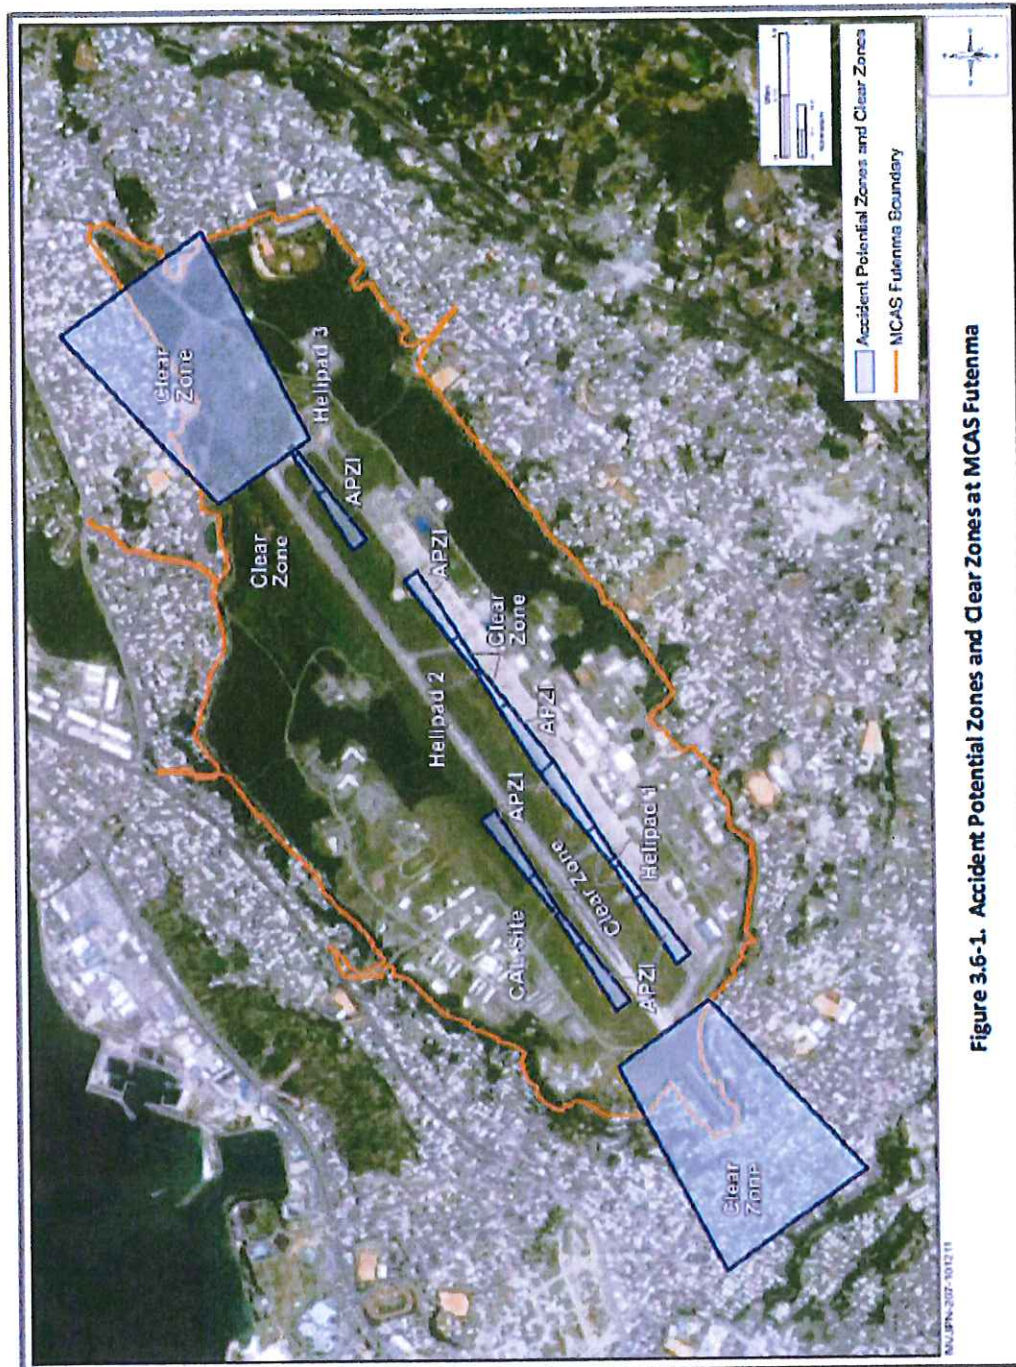 Clear
Zone
Helipad 3
Clear
Zone
APZI
APZI
Clear
Zone
Helipad 2
APZI
APZI
Helipad 1
Clear Zone
CAL Site
APZI
Clear
Zone
Accident Potential Zones and Clear Zones
MCAS Futenma Boundary
Figure 3.6-1. Accident Potential Zones and Clear Zones at MCAS Futenma